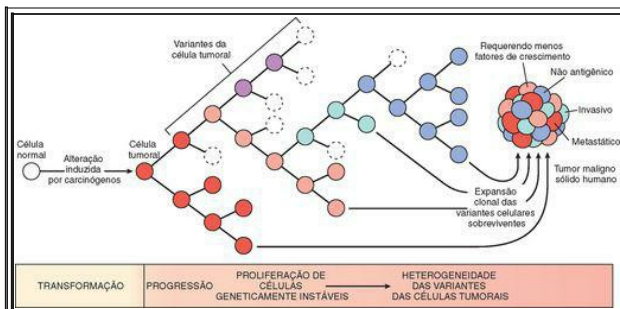 Variantes da
célula tumoral
Requerendo menos
fatores de crescimento
Não antigênico
Invasivo
Metastático
Célula
normal
Alteração
induzida
por carcinógenos
Célula
tumoral
Expansão
clonal das
variantes celulares
sobreviventes
Tumor maligno
sólido humano
TRANSFORMAÇÃO
PROGRESSÃO
PROLIFERAÇÃO DE
CÉLULAS
GENETICAMENTE INSTÁVEIS
HETEROGENEIDADE
DAS VARIANTES
DAS CÉLULAS TUMORAIS